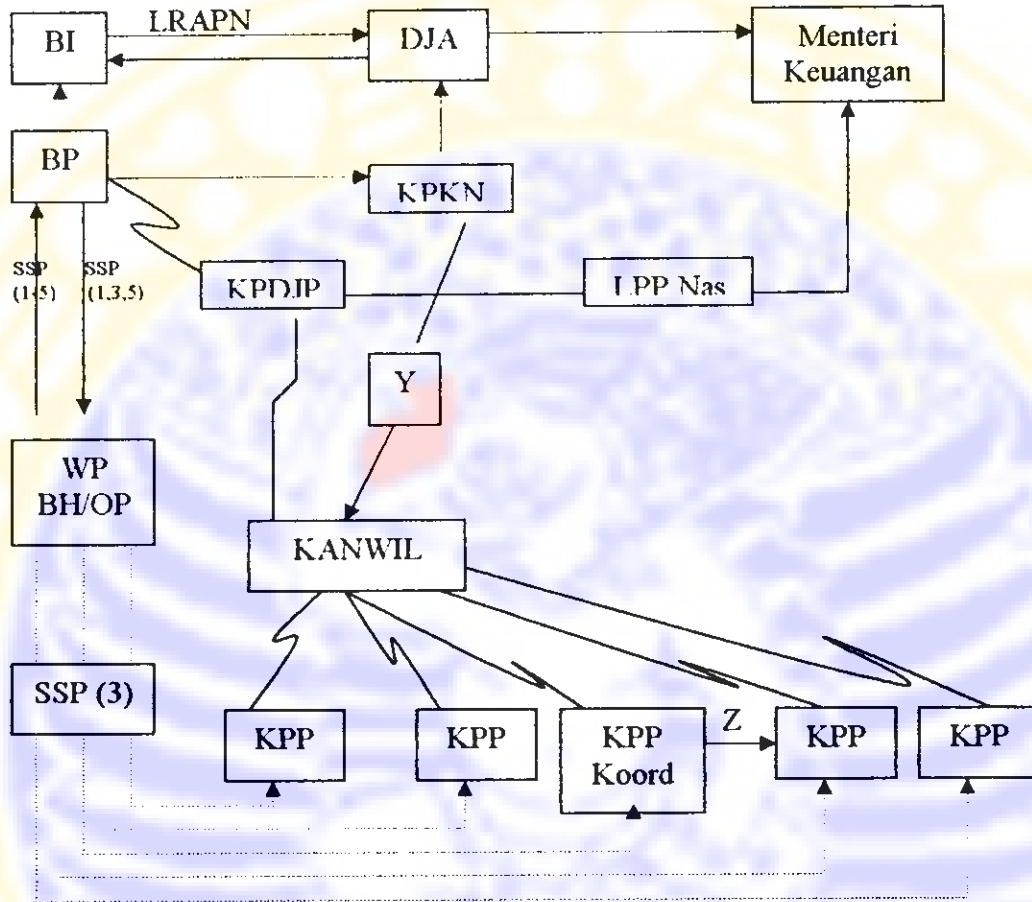 BI
LRAPN
DJA
Menteri
Keuangan
BP
KPKN
SSP
(1-5)
SSP
(1,3,5)
KPDJP
LPP Nas
Y
WP
BH/OP
KANWIL
SSP (3)
KPP
KPP
KPP
Koord
Z
KPP
KPP